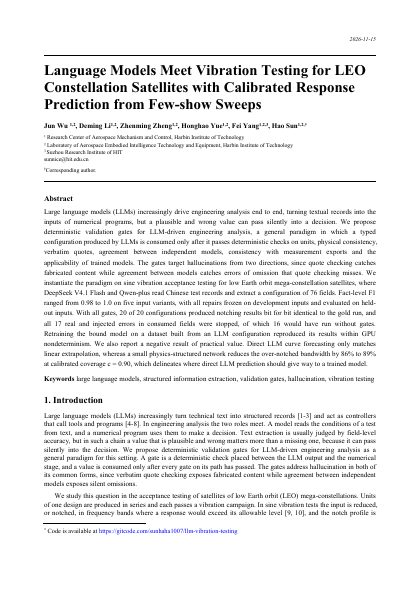 2026-11-13
Language Models Meet Vibration Testing for LEO
Constellation Satellites with Calibrated Response
Prediction from Few-show Sweeps
Jun Wu 1,2, Deming Li1,2, Zhenming Zheng1,2, Honghao Yue1,2, Fei Yang1,2,3, Hao Sun1,2,†
1 Research Center of Aerospace Mechanism and Control, Harbin Institute of Technology
2 Laboratory of Aerospace Embodied Intelligence Technology and Equipment, Harbin Institute of Technology
3 Suzhou Research Institute of HIT
sunnice@hit.edu.cn
†Corresponding author.
Abstract
Large language models (LLMs) increasingly drive engineering analysis end to end, turning textual records into the
inputs of numerical programs, but a plausible and wrong value can pass silently into a decision. We propose
deterministic validation gates for LLM-driven engineering analysis, a general paradigm in which a typed
configuration produced by LLMs is consumed only after it passes deterministic checks on units, physical consistency,
verbatim quotes, agreement between independent models, consistency with measurement exports and the
applicability of trained models. The gates target hallucinations from two directions, since quote checking catches
fabricated content while agreement between models catches errors of omission that quote checking misses. We
instantiate the paradigm on sine vibration acceptance testing for low Earth orbit mega-constellation satellites, where
DeepSeek V4.1 Flash and Qwen-plus read Chinese test records and extract a configuration of 76 fields. Fact-level F1
ranged from 0.98 to 1.0 on five input variants, with all repairs frozen on development inputs and evaluated on held-
out inputs. With all gates, 20 of 20 configurations produced notching results bit for bit identical to the gold run, and
all 17 real and injected errors in consumed fields were stopped, of which 16 would have run without gates.
Retraining the bound model on a dataset built from an LLM configuration reproduced its results within GPU
nondeterminism. We also report a negative result of practical value. Direct LLM curve forecasting only matches
linear extrapolation, whereas a small physics-structured network reduces the over-notched bandwidth by 86% to 89%
at calibrated coverage c = 0.90, which delineates where direct LLM prediction should give way to a trained model.
Keywords large language models, structured information extraction, validation gates, hallucination, vibration testing
1. Introduction
Large language models (LLMs) increasingly turn technical text into structured records [1-3] and act as controllers
that call tools and programs [4-8]. In engineering analysis the two roles meet. A model reads the conditions of a test
from text, and a numerical program uses them to make a decision. Text extraction is usually judged by field-level
accuracy, but in such a chain a value that is plausible and wrong matters more than a missing one, because it can pass
silently into the decision. We propose deterministic validation gates for LLM-driven engineering analysis as a
general paradigm for this setting. A gate is a deterministic check placed between the LLM output and the numerical
stage, and a value is consumed only after every gate on its path has passed. The gates address hallucination in both of
its common forms, since verbatim quote checking exposes fabricated content while agreement between independent
models exposes silent omissions.
We study this question in the acceptance testing of satellites of low Earth orbit (LEO) mega-constellations. Units
of one design are produced in series and each passes a vibration campaign. In sine vibration tests the input is reduced,
or notched, in frequency bands where a response would exceed its allowable level [9, 10], and the notch profile is
* Code is available at https://gitcode.com/sunhaha1007/llm-vibration-testing